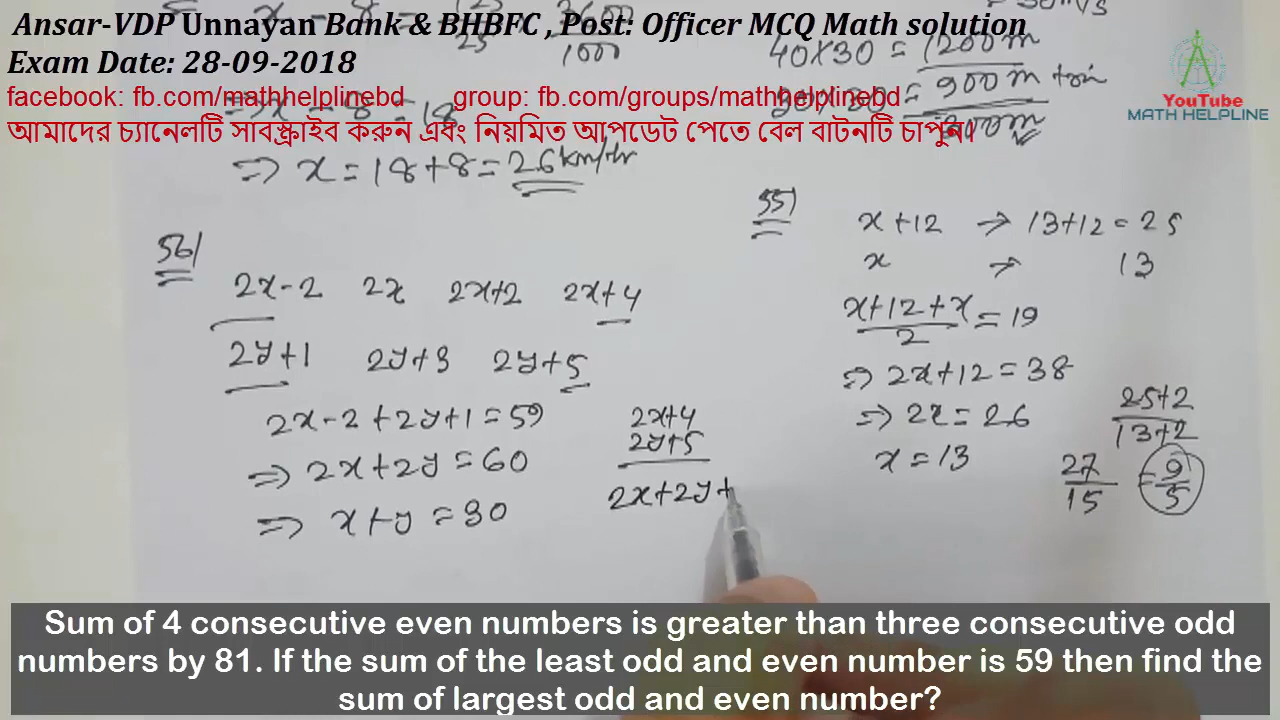 Ansar-VDP Unnayan Bank & BHBFC , Post: Officer MCQ Math solution
Exam Date: 28-09-2018
facebook: fb.com/mathhelplinebd group: fb.com/groups/mathhelplinebd
আমাদের চ্যানেলটি সাবস্ক্রাইব করুন এবং নিয়মিত আপডেট পেতে বেল বাটনটি চাপুন।
YouTube
MATH HELPLINE
1000
40×30 = 1200m
900m
⇒ x = 18+8 = 26 km/hr
56/
2x-2 2x 2x+2 2x+4
2y+1 2y+3 2y+5
2x-2+2y+1=59
⇒ 2x+2y=60
⇒ x+y=30
2x+4
2y+5
2x+2y+
55/
x+12 → 13+12=25
x → 13
x+12+x
2
=19
⇒ 2x+12=38
⇒ 2x=26
x=13
25+2
13+2
27
15
= 9
5
Sum of 4 consecutive even numbers is greater than three consecutive odd
numbers by 81. If the sum of the least odd and even number is 59 then find the
sum of largest odd and even number?